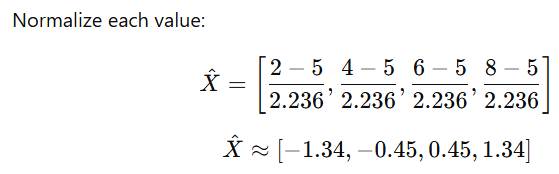 Normalize each value:
X̂ = [ (2 − 5)/2.236, (4 − 5)/2.236, (6 − 5)/2.236, (8 − 5)/2.236 ]
X̂ ≈ [−1.34, −0.45, 0.45, 1.34]